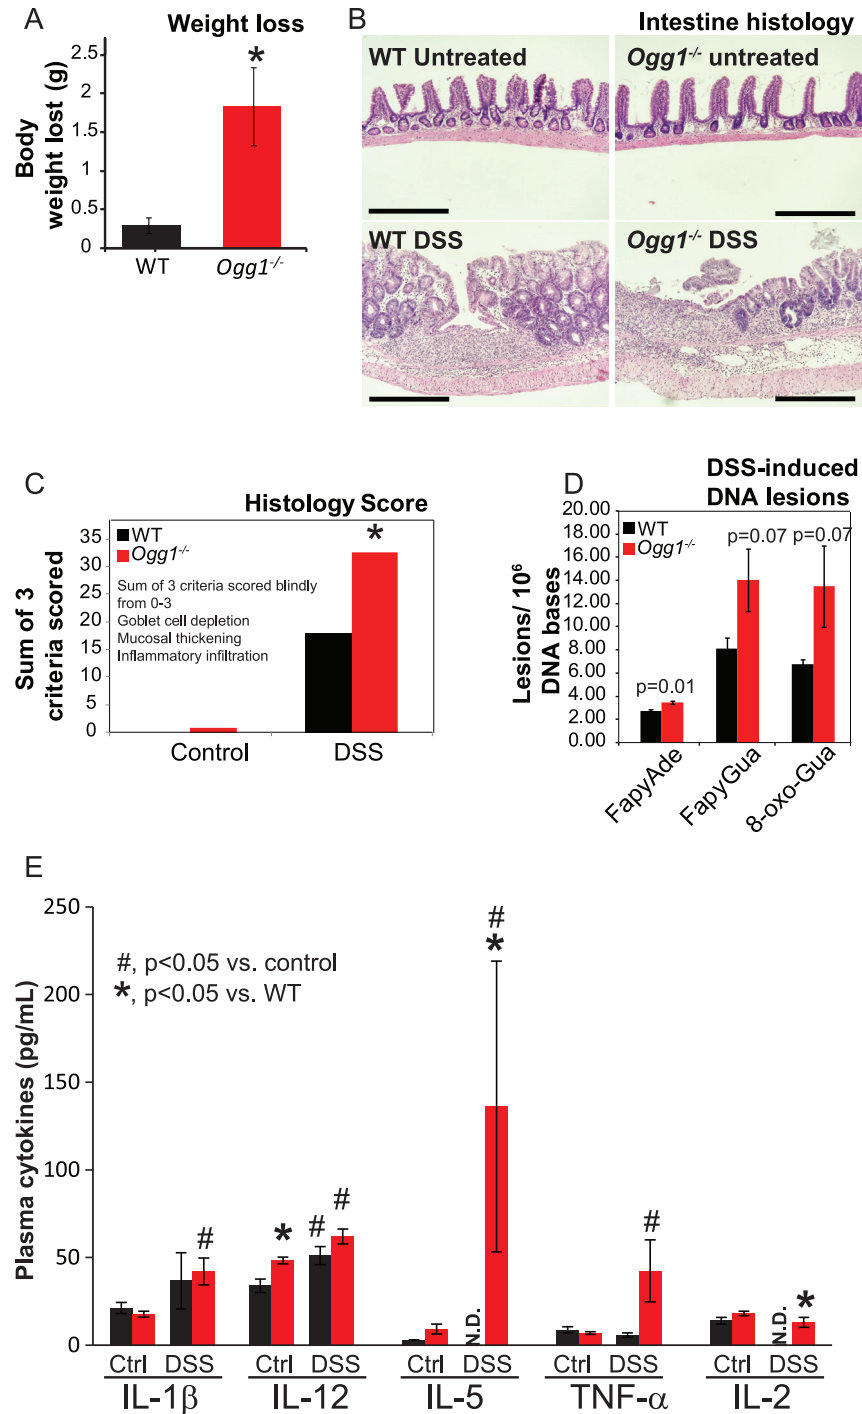 A
Weight loss
Body
weight lost (g)
2.5
2
1.5
1
0.5
0
*
WT
Ogg1-/-
B
Intestine histology
WT Untreated
Ogg1-/- untreated
WT DSS
Ogg1-/- DSS
C
Histology Score
Sum of 3
criteria scored
35
30
25
20
15
10
5
0
WT
Ogg1-/-
*
Sum of 3 criteria scored blindly
from 0-3
Goblet cell depletion
Mucosal thickening
Inflammatory infiltration
Control
DSS
D
DSS-induced
DNA lesions
Lesions/ 10⁶
DNA bases
20.00
18.00
16.00
14.00
12.00
10.00
8.00
6.00
4.00
2.00
0.00
WT
Ogg1-/-
p=0.01
p=0.07
p=0.07
FapyAde
FapyGua
8-oxo-Gua
E
Plasma cytokines (pg/mL)
250
200
150
100
50
0
#, p<0.05 vs. control
*, p<0.05 vs. WT
#
*
#
#
#
*
N.D.
#
N.D.
*
Ctrl DSS Ctrl DSS Ctrl DSS Ctrl DSS Ctrl DSS
IL-1β IL-12 IL-5 TNF-α IL-2